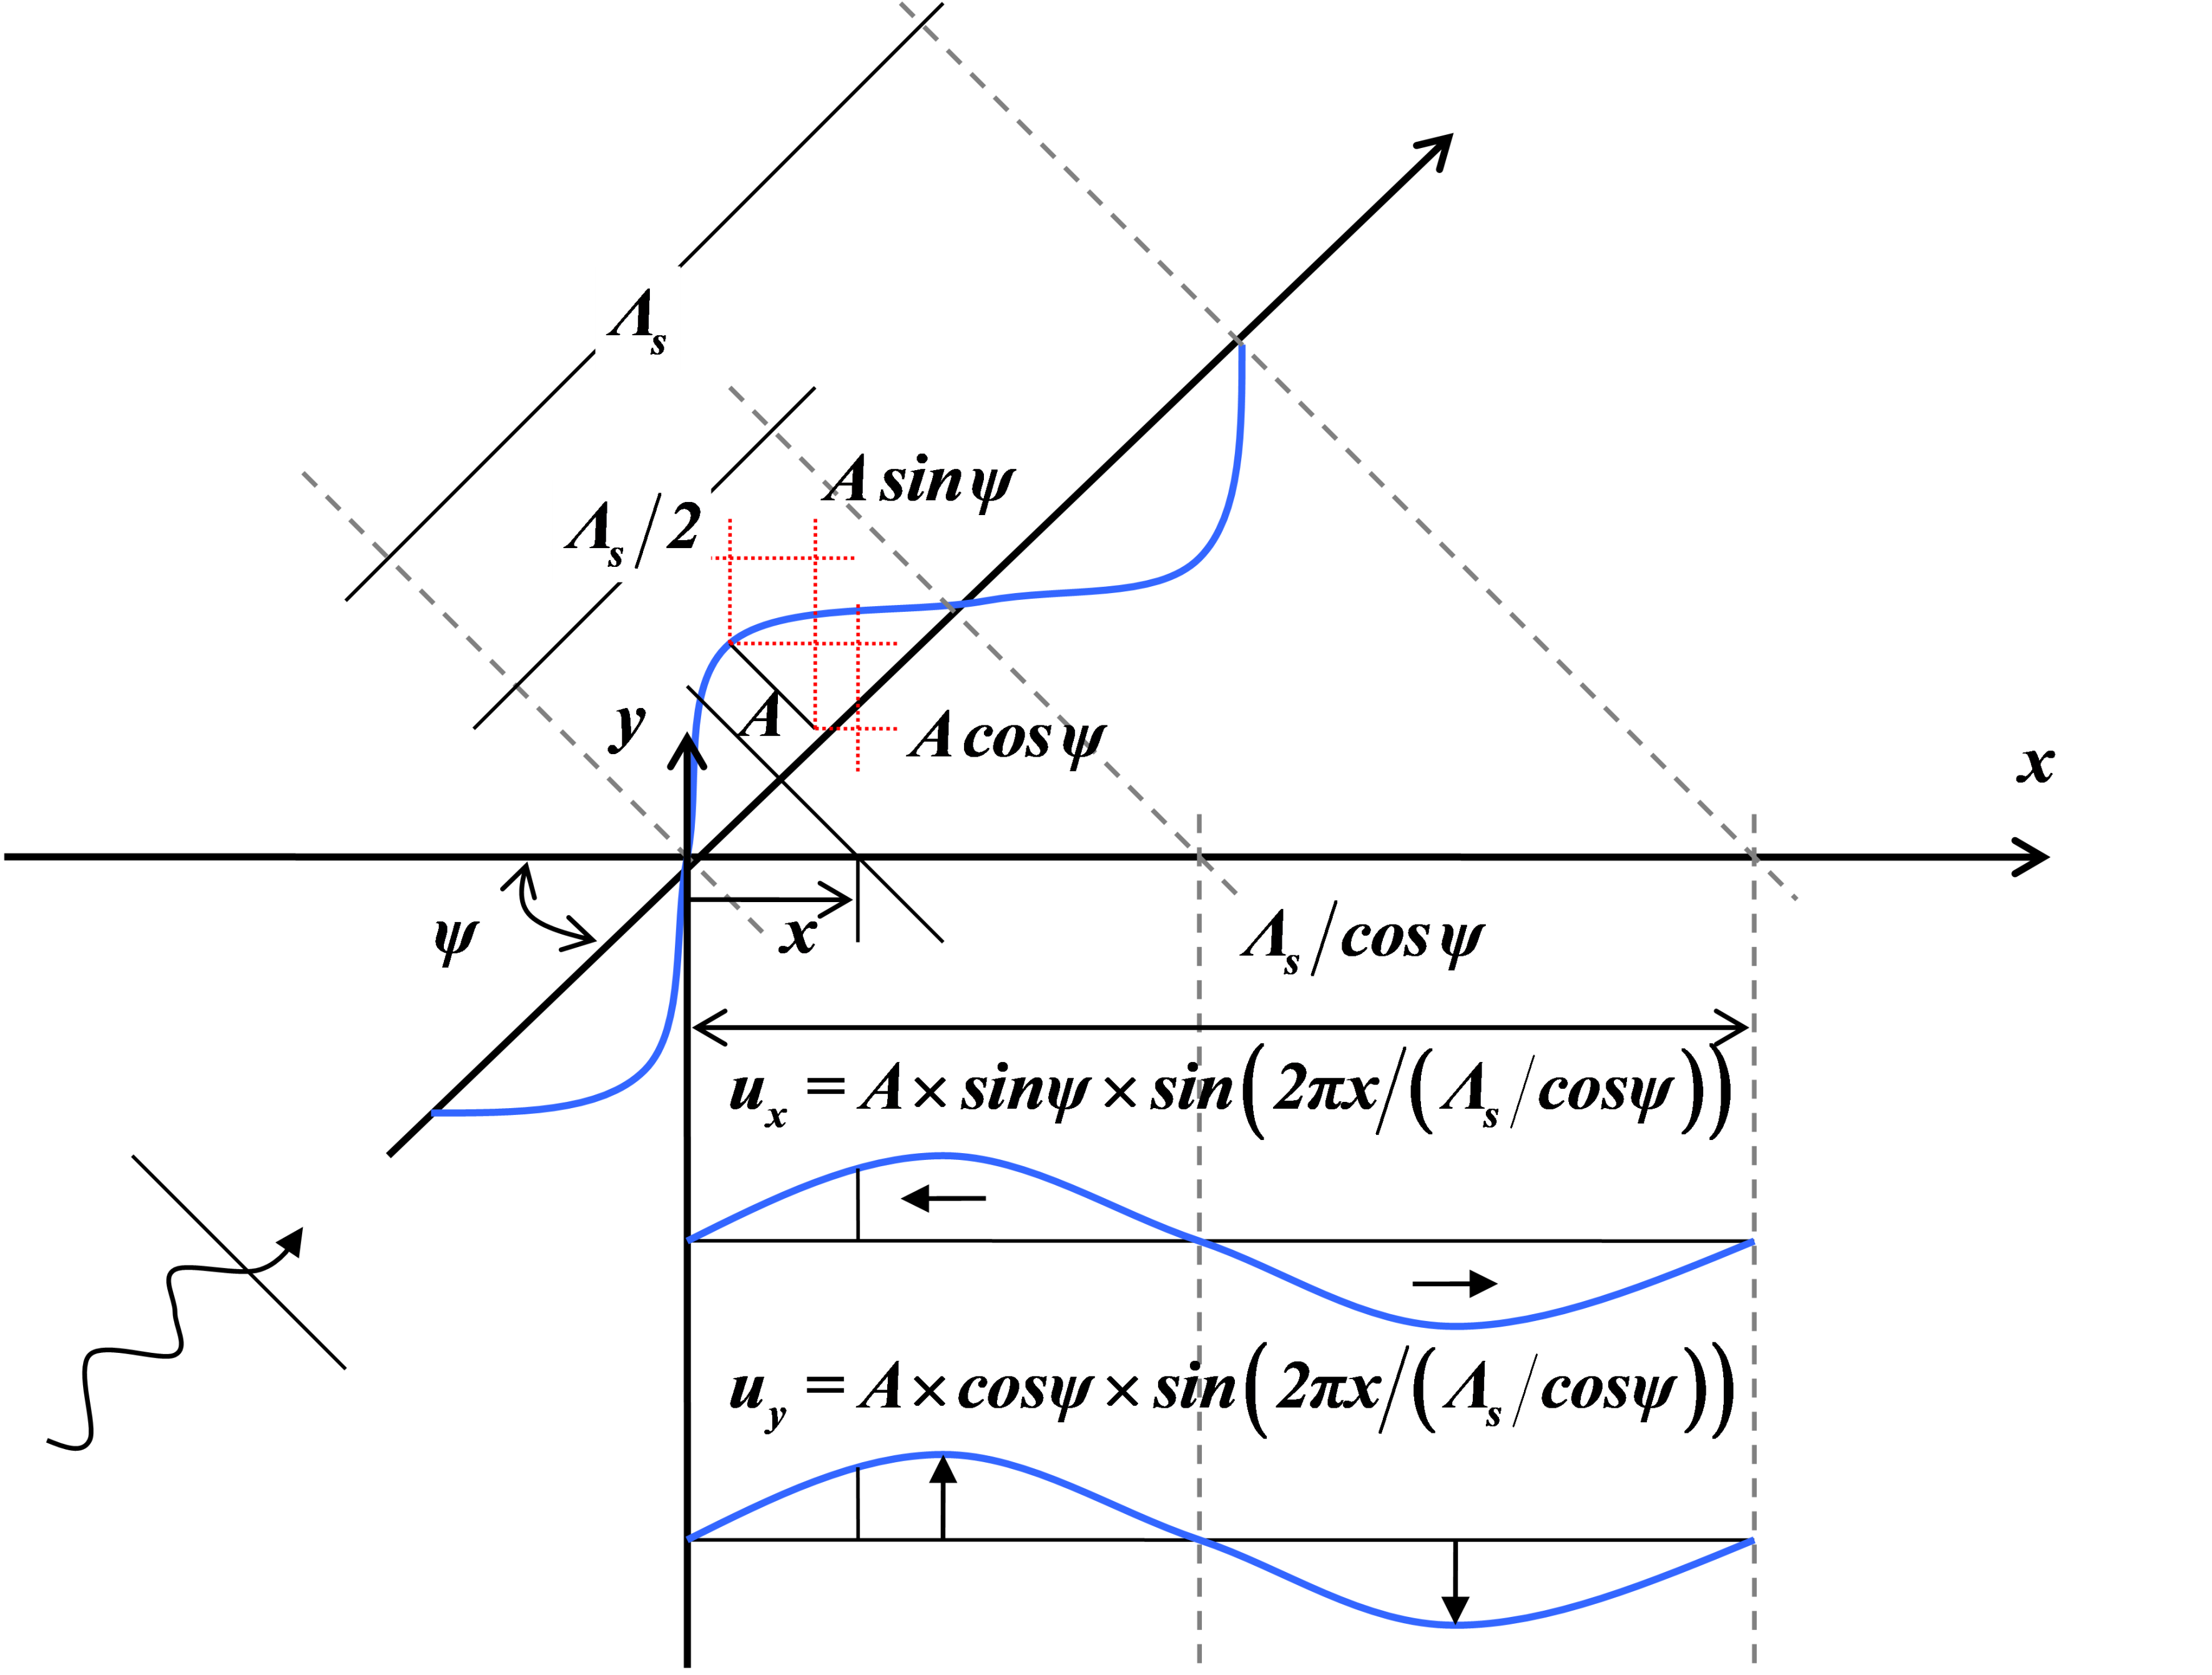 Λs
A sinψ
Λs/2
y
A
A cosψ
x
ψ
x
Λs/cosψ
ux = A × sinψ × sin(2πx/(Λs/cosψ))
uy = A × cosψ × sin(2πx/(Λs/cosψ))